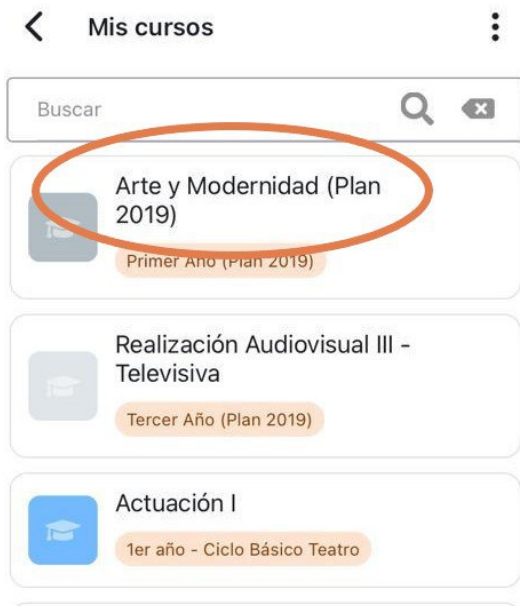 Mis cursos
Buscar
Arte y Modernidad (Plan
2019)
Primer Año (Plan 2019)
Realización Audiovisual III -
Televisiva
Tercer Año (Plan 2019)
Actuación I
1er año - Ciclo Básico Teatro